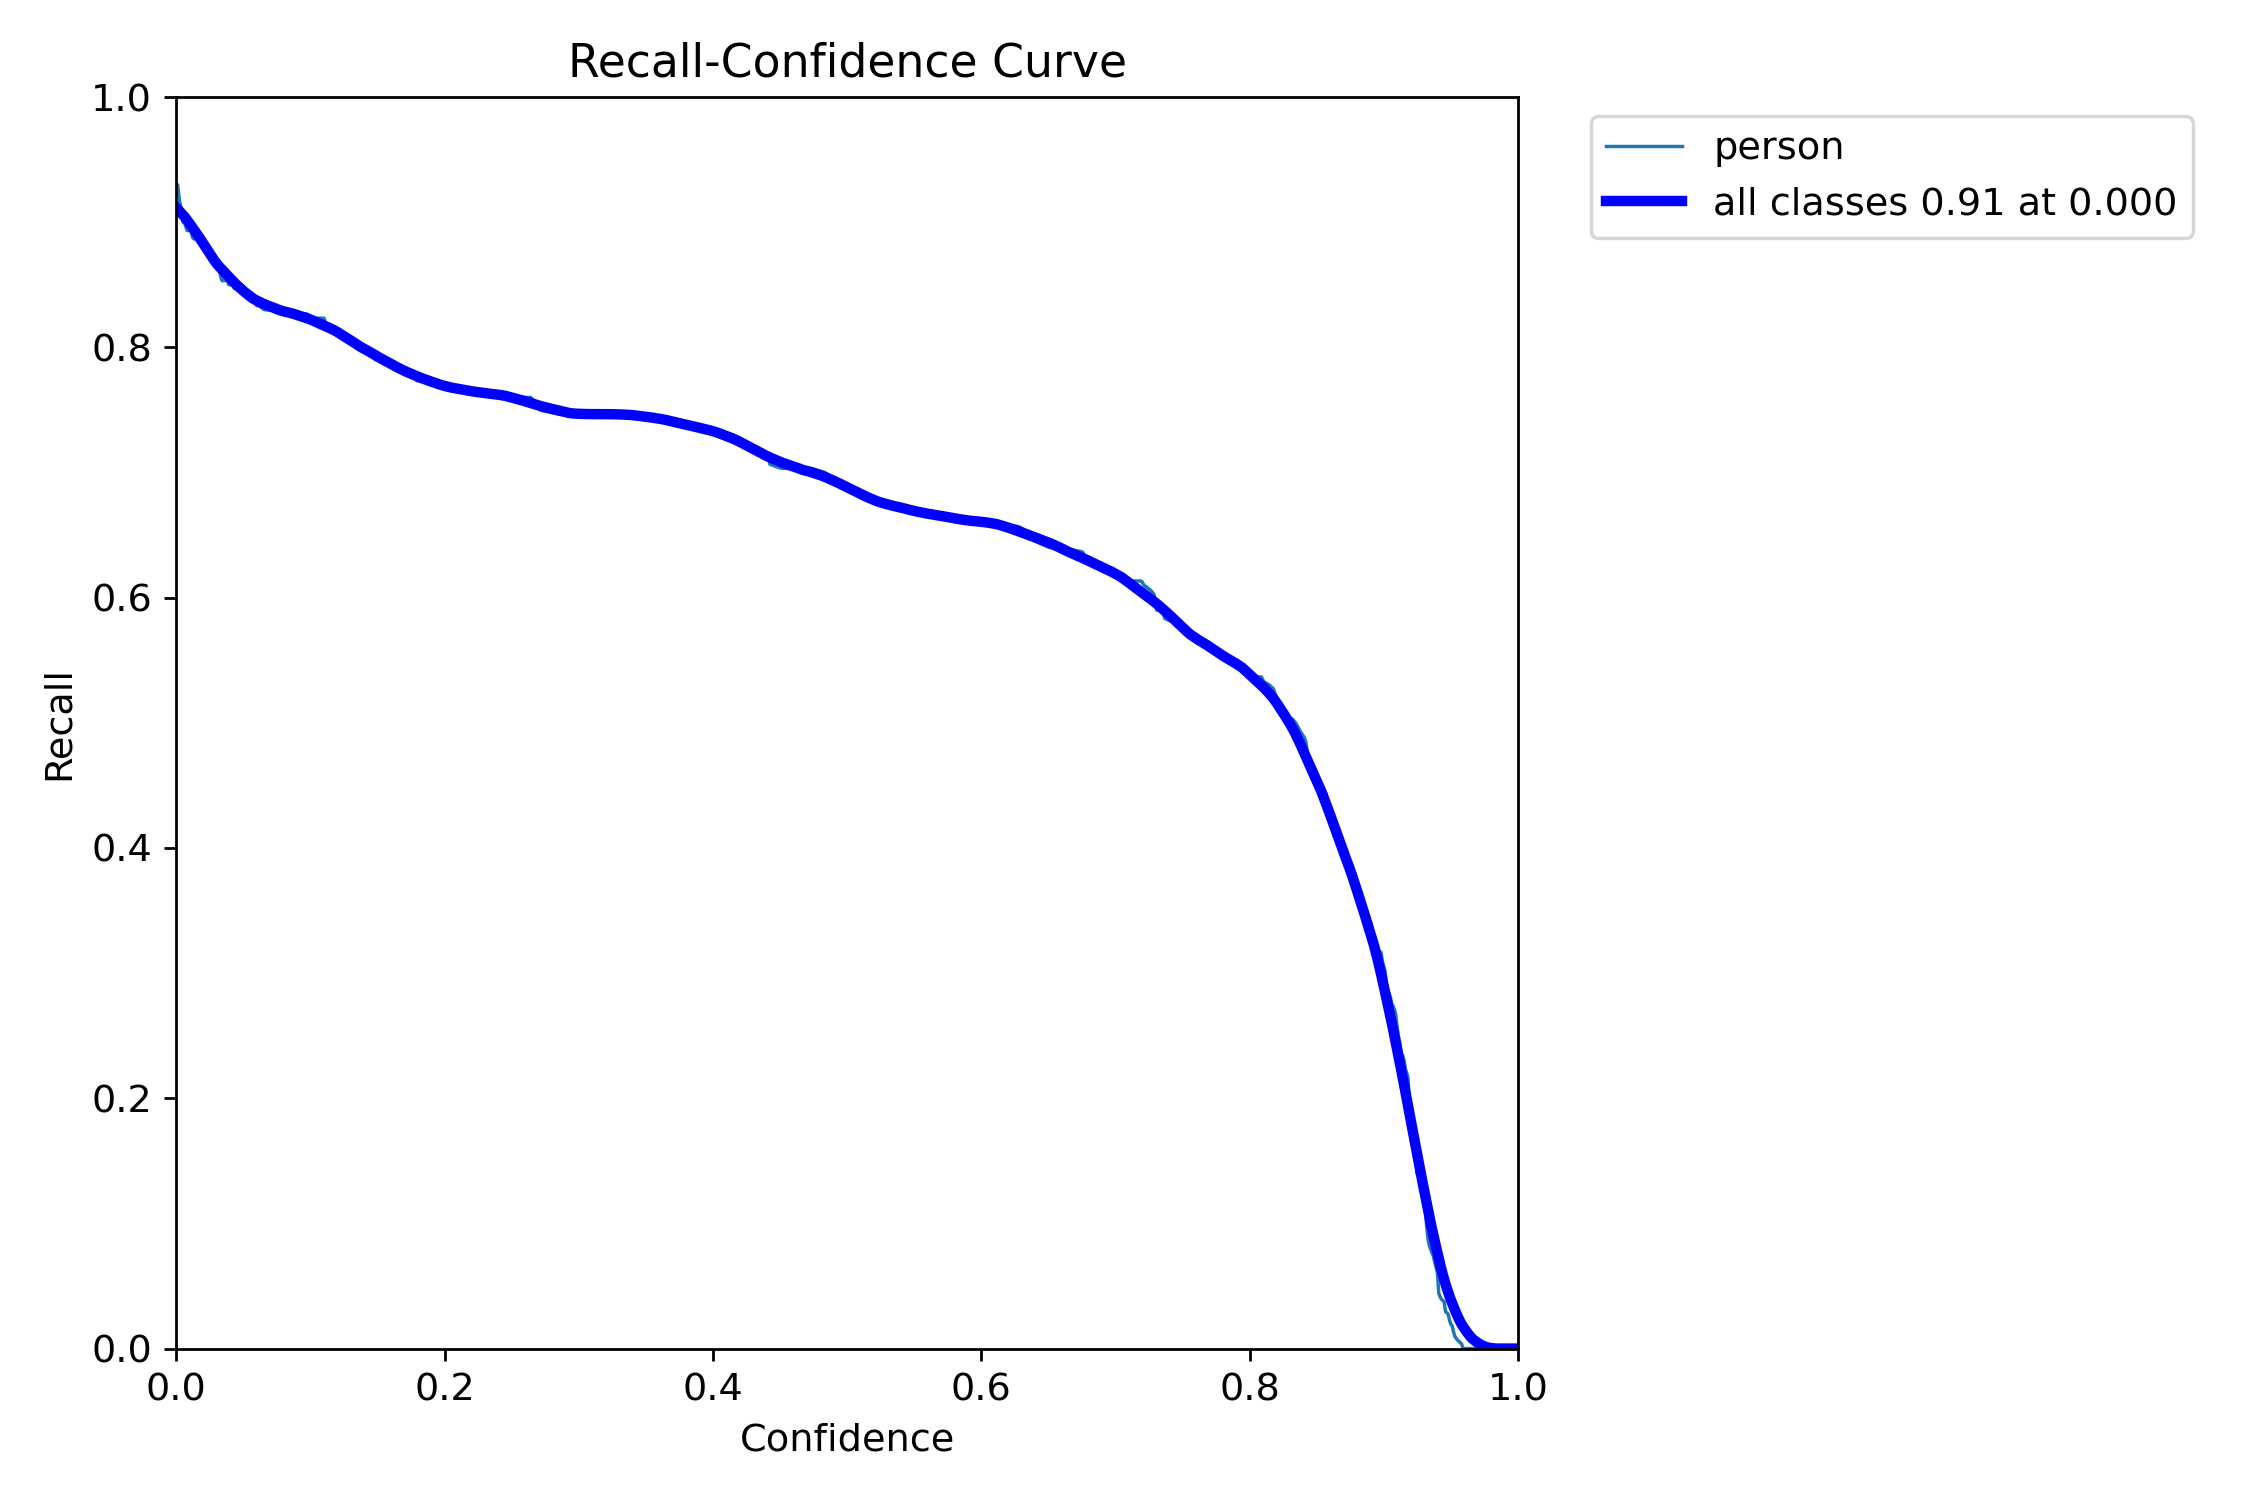 Recall-Confidence Curve
1.0
0.8
0.6
0.4
0.2
0.0
Recall
0.0 0.2 0.4 0.6 0.8 1.0
Confidence
person
all classes 0.91 at 0.000